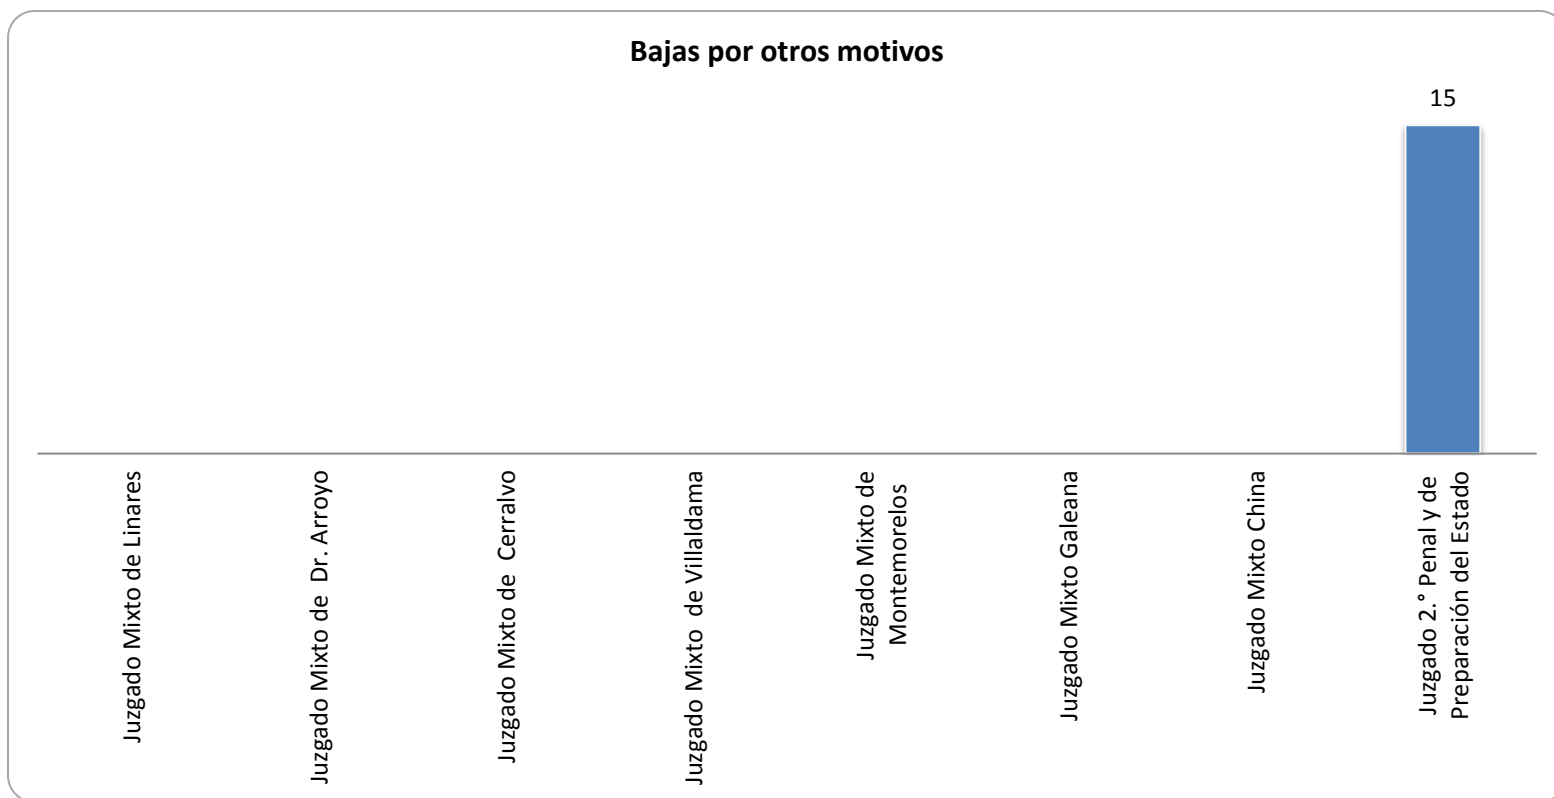 Bajas por otros motivos
15
Juzgado Mixto de Linares
Juzgado Mixto de  Dr. Arroyo
Juzgado Mixto de  Cerralvo
Juzgado Mixto  de Villaldama
Juzgado Mixto de
Montemorelos
Juzgado Mixto Galeana
Juzgado Mixto China
Juzgado 2.° Penal y de
Preparación del Estado